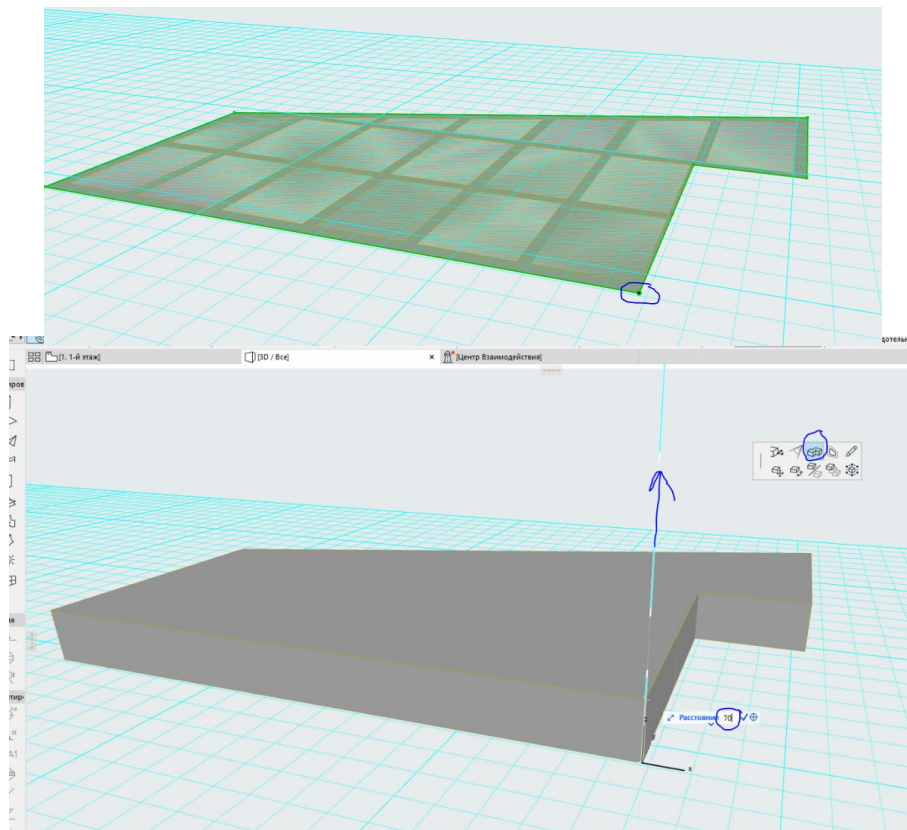 [1. 1-й этаж]
[3D / Все]
[Центр Взаимодействия]
Расстояние 70
z
y
x